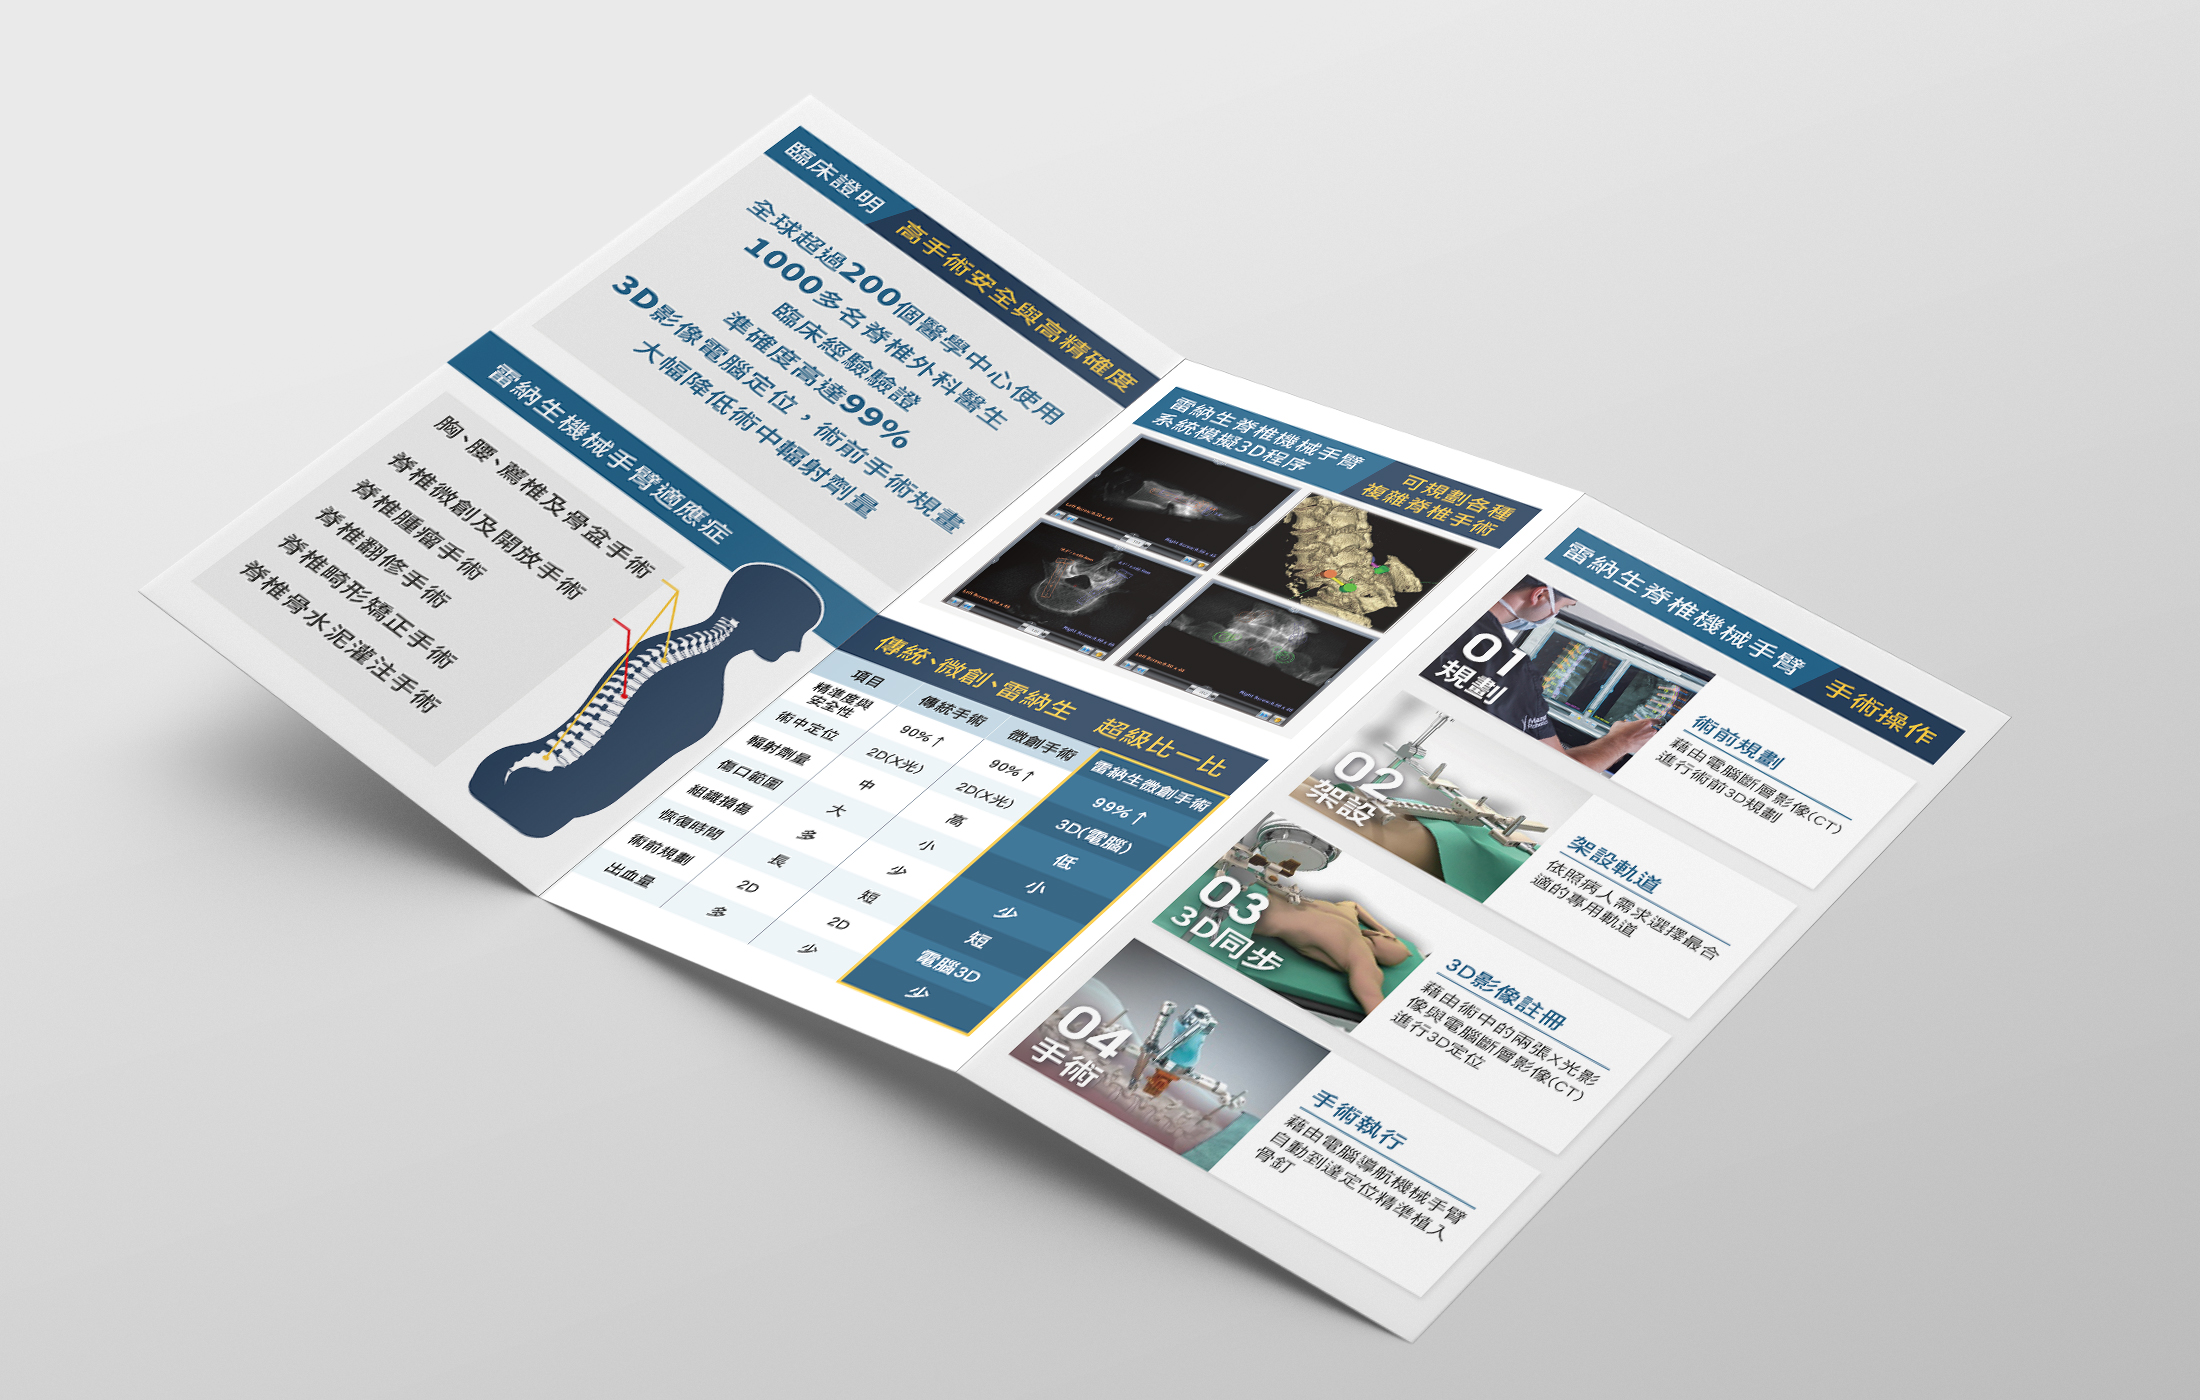 臨床證明
高手術安全與高精確度
全球超過200個醫學中心使用
1000多名脊椎外科醫生
臨床經驗驗證
準確度高達99%
3D影像電腦定位，術前手術規畫
大幅降低術中輻射劑量
雷納生機械手臂適應症
胸、腰、薦椎及骨盆手術
脊椎微創及開放手術
脊椎腫瘤手術
脊椎翻修手術
脊椎畸形矯正手術
脊椎骨水泥灌注手術
雷納生脊椎機械手臂
系統模擬3D程序
可規劃各種
複雜脊椎手術
傳統、微創、雷納生 超級比一比
項目 傳統手術 微創手術 雷納生微創手術
精準度與
安全性 90%↑ 90%↑ 99%↑
術中定位 2D(X光) 2D(X光) 3D(電腦)
輻射劑量 中 高 低
傷口範圍 大 小 小
組織損傷 多 少 少
恢復時間 長 短 短
術前規劃 2D 2D 電腦3D
出血量 多 少 少
雷納生脊椎機械手臂
手術操作
01
規劃
術前規劃
藉由電腦斷層影像(CT)
進行術前3D規劃
02
架設
架設軌道
依照病人需求選擇最合
適的專用軌道
03
3D同步
3D影像註冊
藉由術中的兩張X光影
像與電腦斷層影像(CT)
進行3D定位
04
手術
手術執行
藉由電腦導航機械手臂
自動到達定位精準植入
骨釘